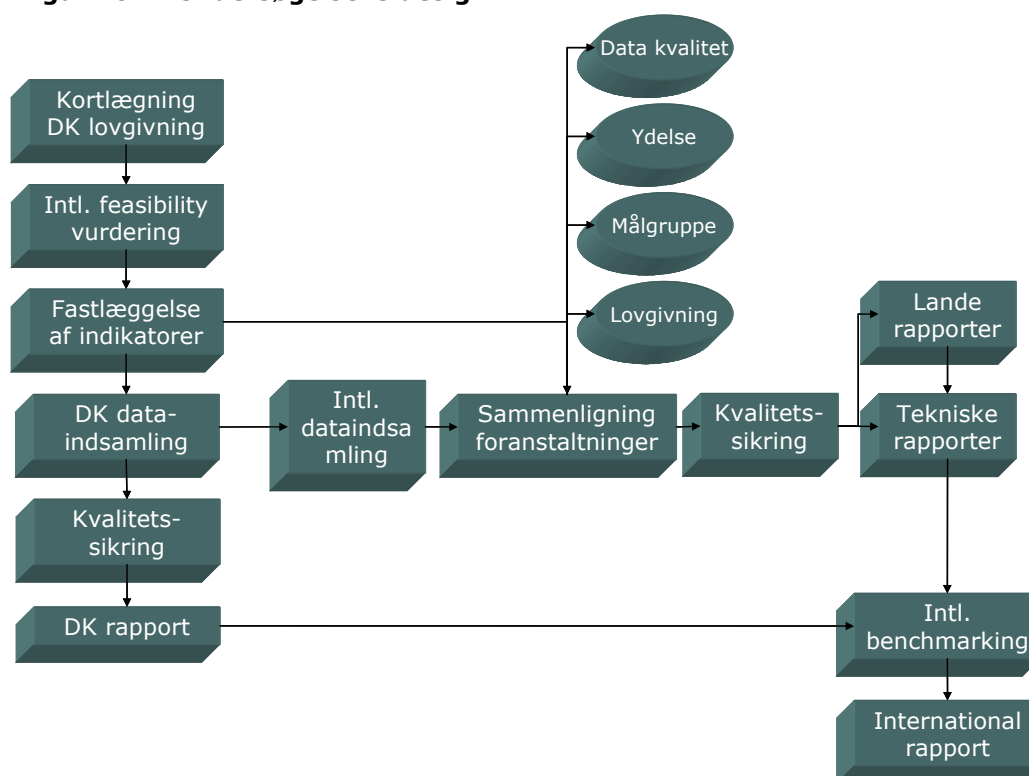 Data kvalitet
Ydelse
Målgruppe
Lovgivning
Kortlægning
DK lovgivning
Intl. feasibility
vurdering
Fastlæggelse
af indikatorer
DK data-
indsamling
Kvalitets-
sikring
DK rapport
Intl.
dataindsa
mling
Sammenligning
foranstaltninger
Kvalitets-
sikring
Lande
rapporter
Tekniske
rapporter
Intl.
benchmarking
International
rapport